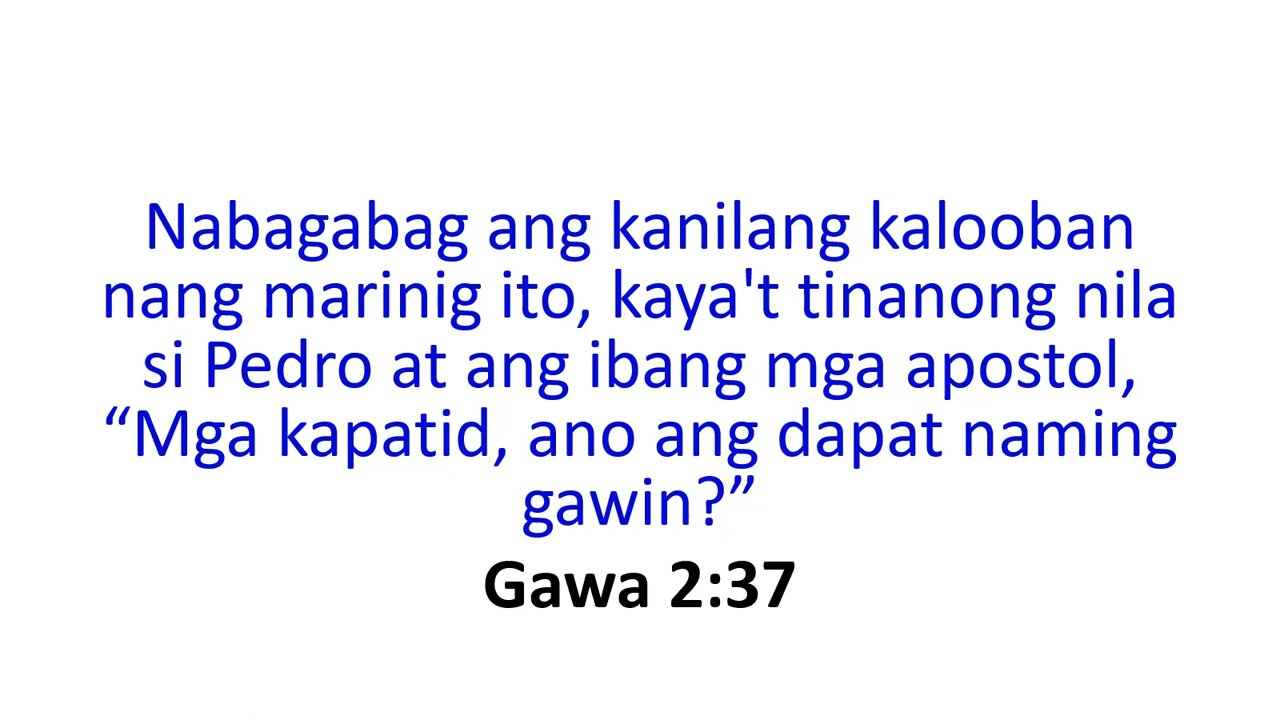 Nabagabag ang kanilang kalooban
nang marinig ito, kaya't tinanong nila
si Pedro at ang ibang mga apostol,
“Mga kapatid, ano ang dapat naming
gawin?”
Gawa 2:37